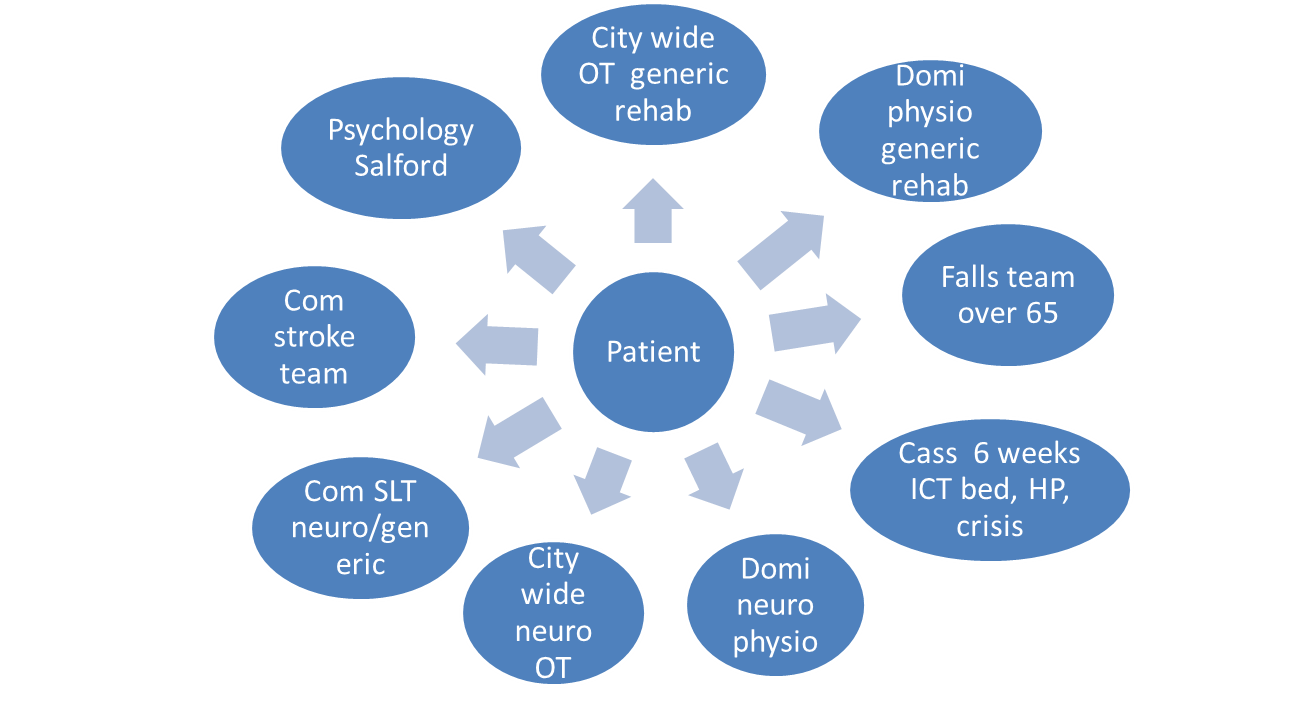 City wide
OT  generic
rehab
Domi
physio
generic
rehab
Falls team
over 65
Cass  6 weeks
ICT bed, HP,
crisis
Domi
neuro
physio
City
wide
neuro
OT
Com SLT
neuro/gen
eric
Com
stroke
team
Psychology
Salford
Patient